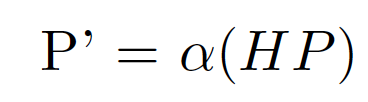 P’ = α(HP)